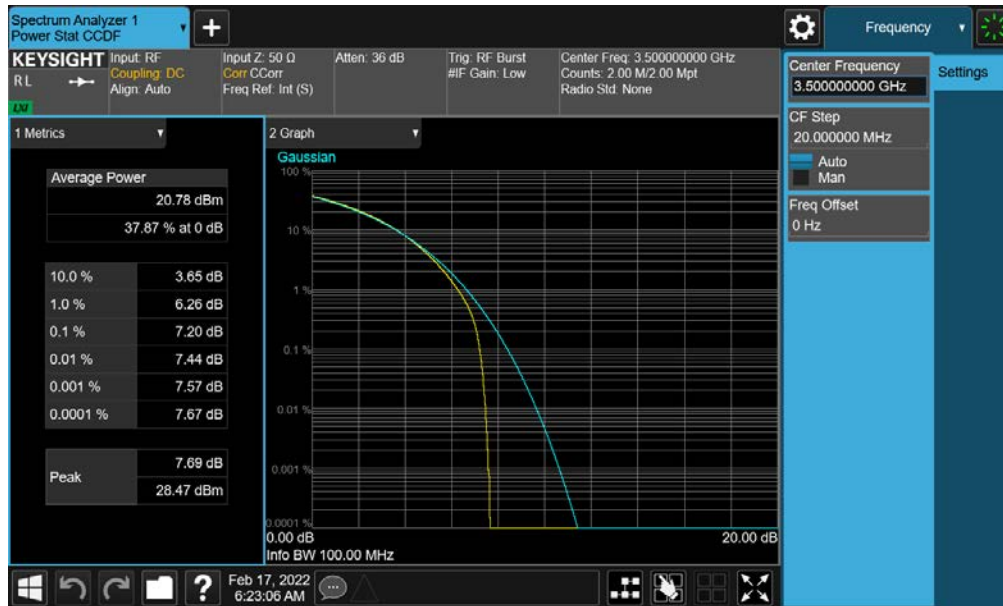 Spectrum Analyzer 1
Power Stat CCDF
Frequency
KEYSIGHT
RL
LXI
Input: RF
Coupling: DC
Align: Auto
Input Z: 50 Ω
Corr CCorr
Freq Ref: Int (S)
Atten: 36 dB
Trig: RF Burst
#IF Gain: Low
Center Freq: 3.500000000 GHz
Counts: 2.00 M/2.00 Mpt
Radio Std: None
Center Frequency
3.500000000 GHz
Settings
CF Step
20.000000 MHz
Auto
Man
Freq Offset
0 Hz
1 Metrics
Average Power
20.78 dBm
37.87 % at 0 dB
10.0 % 3.65 dB
1.0 % 6.26 dB
0.1 % 7.20 dB
0.01 % 7.44 dB
0.001 % 7.57 dB
0.0001 % 7.67 dB
Peak
7.69 dB
28.47 dBm
2 Graph
Gaussian
100 %
10 %
1 %
0.1 %
0.01 %
0.001 %
0.0001 %
0.00 dB 20.00 dB
Info BW 100.00 MHz
?
Feb 17, 2022
6:23:06 AM